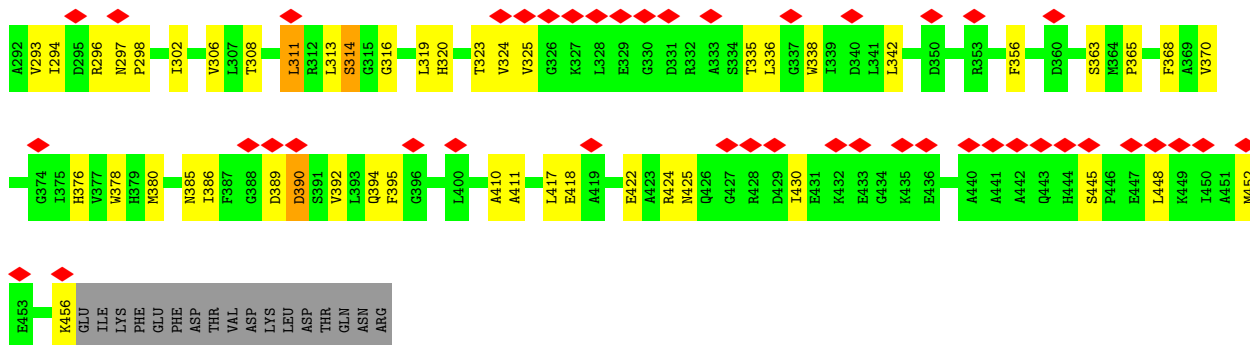 A292 V293 I294 D295 R296 N297 P298 I302 V306 L307 T308 L311 R312 L313 S314 G315 G316 L319 H320 T323 V324 V325 G326 K327 L328 E329 G330 D331 R332 A333 S334 T335 L336 G337 W338 I339 D340 L341 L342 D350 R353 F356 D360 S363 M364 P365 F368 A369 V370
G374 I375 H376 V377 W378 H379 M380 N385 I386 F387 G388 D389 D390 S391 V392 L393 Q394 F395 G396 L400 A410 A411 L417 E418 A419 E422 A423 R424 N425 Q426 G427 R428 D429 I430 E431 K432 E433 G434 K435 E436 A440 A441 A442 Q443 H444 S445 P446 E447 L448 K449 I450 A451 M452
E453 K456 GLU ILE LYS PHE GLU PHE ASP THR VAL ASP LYS LEU ASP THR GLN ASN ARG